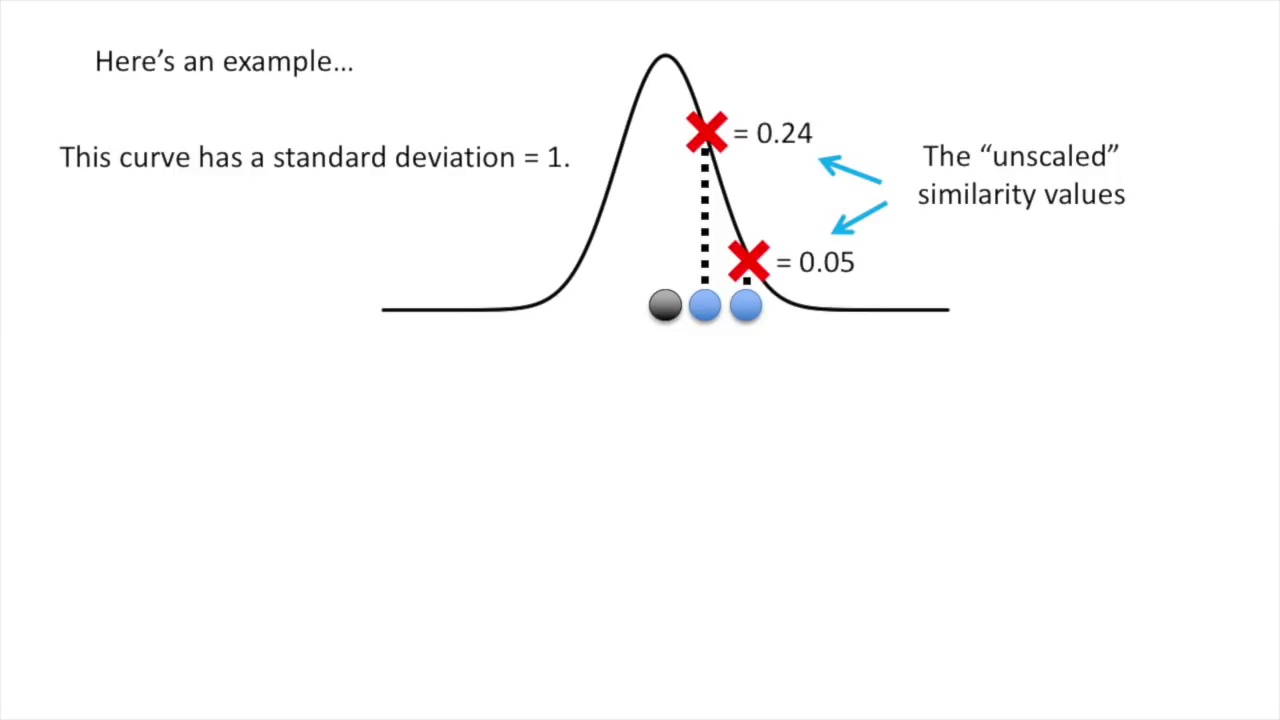 Here’s an example…
This curve has a standard deviation = 1.
= 0.24
The “unscaled”
similarity values
= 0.05